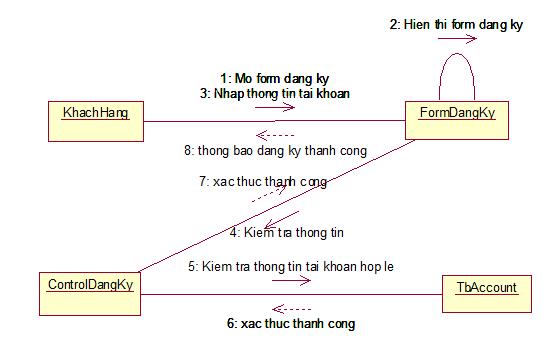 2: Hien thi form dang ky
1: Mo form dang ky
3: Nhap thong tin tai khoan
KhachHang
FormDangKy
8: thong bao dang ky thanh cong
7: xac thuc thanh cong
4: Kiem tra thong tin
5: Kiem tra thong tin tai khoan hop le
ControlDangKy
TbAccount
6: xac thuc thanh cong